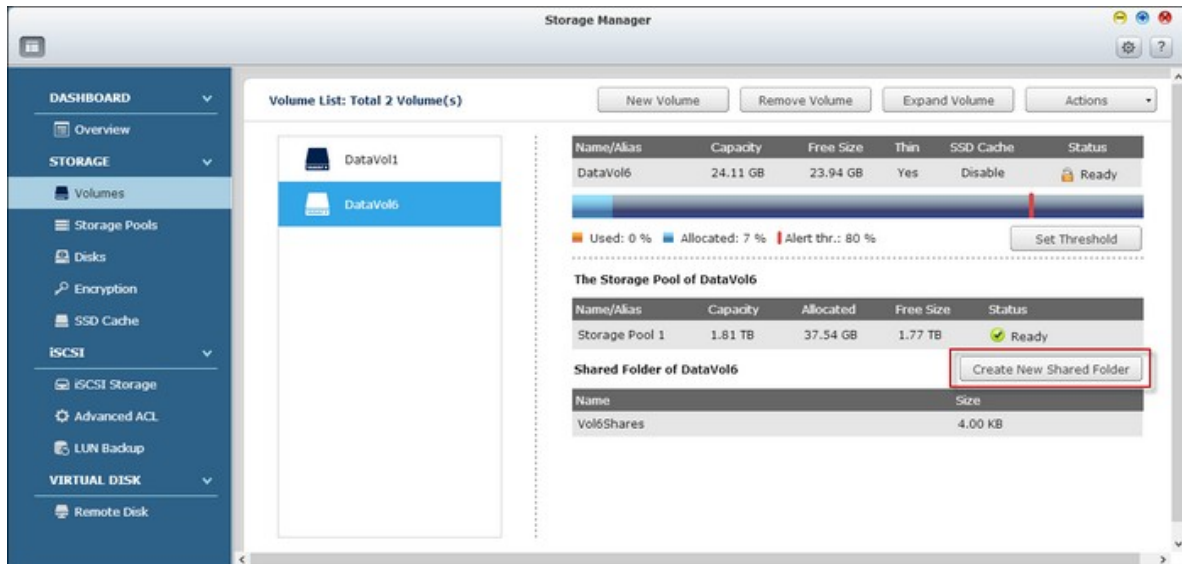 Storage Manager
?
DASHBOARD
Overview
STORAGE
Volumes
Storage Pools
Disks
Encryption
SSD Cache
iSCSI
iSCSI Storage
Advanced ACL
LUN Backup
VIRTUAL DISK
Remote Disk
Volume List: Total 2 Volume(s)
New Volume Remove Volume Expand Volume Actions
DataVol1
DataVol6
Name/Alias Capacity Free Size Thin SSD Cache Status
DataVol6 24.11 GB 23.94 GB Yes Disable Ready
Used: 0 % Allocated: 7 % Alert thr.: 80 % Set Threshold
The Storage Pool of DataVol6
Name/Alias Capacity Allocated Free Size Status
Storage Pool 1 1.81 TB 37.54 GB 1.77 TB Ready
Shared Folder of DataVol6 Create New Shared Folder
Name Size
Vol6Shares 4.00 KB